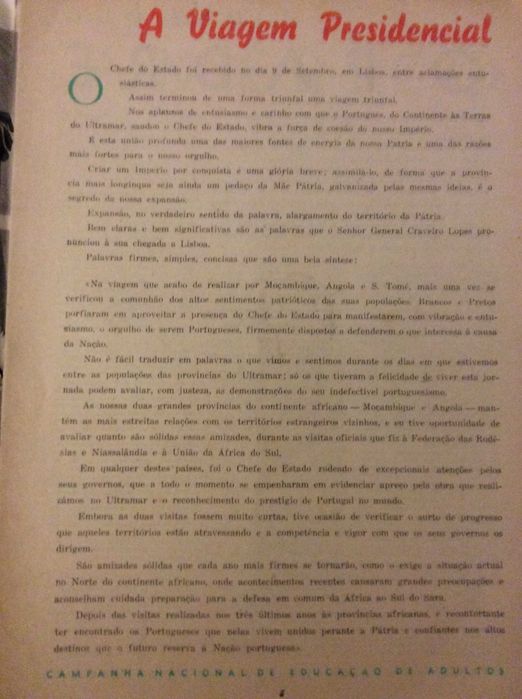 A Viagem Presidencial
O Chefe do Estado foi recebido no dia 9 de Setembro, em Lisboa, entre aclamações entu-
siásticas.
Assim terminou de uma forma triunfal uma viagem triunfal.
Nos aplausos de entusiasmo e carinho com que o Português, do Continente às Terras
do Ultramar, saudou o Chefe do Estado, vibra a força de coesão do nosso Império.
É esta união profunda uma das maiores fontes de energia da nossa Pátria e uma das razões
mais fortes para o nosso orgulho.
Criar um Império por conquista é uma glória breve; assimilá-lo, de forma que a provín-
cia mais longínqua seja ainda um pedaço da Mãe Pátria, galvanizada pelas mesmas ideias, é o
segredo da nossa expansão.
Expansão, no verdadeiro sentido da palavra, alargamento do território da Pátria.
Bem claras e bem significativas são as palavras que o Senhor General Craveiro Lopes pro-
nunciou à sua chegada a Lisboa.
Palavras firmes, simples, concisas que são uma bela síntese:
«Na viagem que acabo de realizar por Moçambique, Angola e S. Tomé, mais uma vez se
verificou a comunhão dos altos sentimentos patrióticos das suas populações. Brancos e Pretos
porfiaram em aproveitar a presença do Chefe do Estado para manifestarem, com vibração e entu-
siasmo, o orgulho de serem Portugueses, firmemente dispostos a defenderem o que interessa à causa
da Nação.
Não é fácil traduzir em palavras o que vimos e sentimos durante os dias em que estivemos
entre as populações das províncias do Ultramar; só os que tiveram a felicidade de viver esta jor-
nada podem avaliar, com justeza, as demonstrações do seu indefectível portuguesismo.
As nossas duas grandes províncias do continente africano — Moçambique e Angola — man-
têm as mais estreitas relações com os territórios estrangeiros vizinhos, e eu tive oportunidade de
avaliar quanto são sólidas essas amizades, durante as visitas oficiais que fiz à Federação das Rodé-
sias e Niassalândia e à União da África do Sul.
Em qualquer destes países, foi o Chefe do Estado rodeado de excepcionais atenções pelos
seus governos, que a todo o momento se empenharam em evidenciar apreço pela obra que reali-
zámos no Ultramar e o reconhecimento do prestígio de Portugal no mundo.
Embora as duas visitas fossem muito curtas, tive ocasião de verificar o surto de progresso
que aqueles territórios estão atravessando e a competência e vigor com que os seus governos os
dirigem.
São amizades sólidas que cada ano mais firmes se tornarão, como o exige a situação actual
no Norte do continente africano, onde acontecimentos recentes causaram grandes preocupações e
aconselham cuidada preparação para a defesa em comum da África ao Sul do Sara.
Depois das visitas realizadas nos três últimos anos às províncias africanas, é reconfortante
ter encontrado os Portugueses que nelas vivem unidos perante a Pátria e confiantes nos altos
destinos que o futuro reserva à Nação portuguesa».
CAMPANHA NACIONAL DE EDUCAÇÃO DE ADULTOS